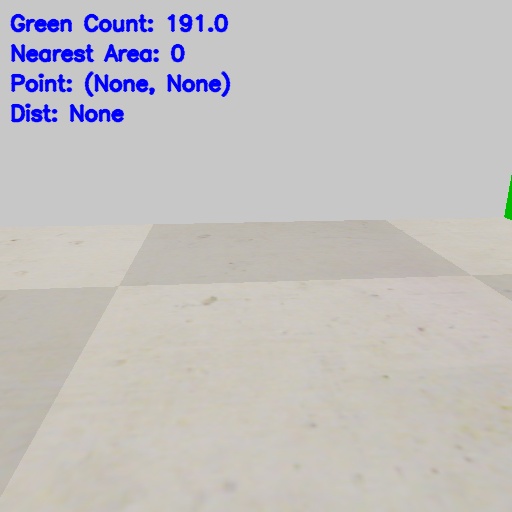 Green Count: 191.0
Nearest Area: 0
Point: (None, None)
Dist: None